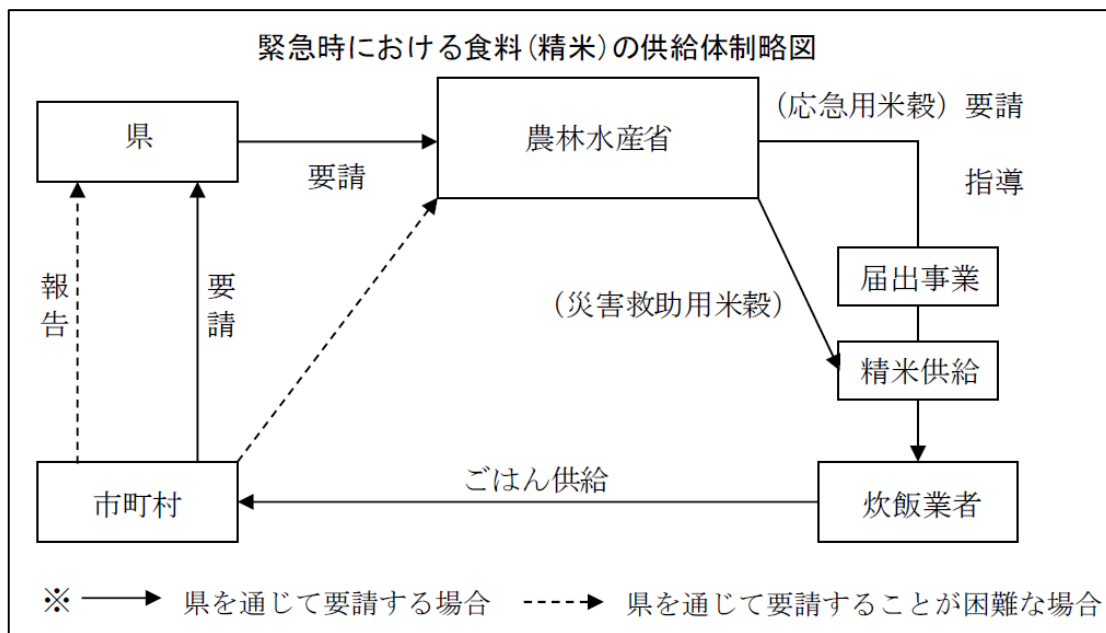 緊急時における食料(精米)の供給体制略図
県
農林水産省
(応急用米穀)要請
指導
要請
報告
要請
(災害救助用米穀)
届出事業
精米供給
市町村
ごはん供給
炊飯業者
※ 県を通じて要請する場合 県を通じて要請することが困難な場合